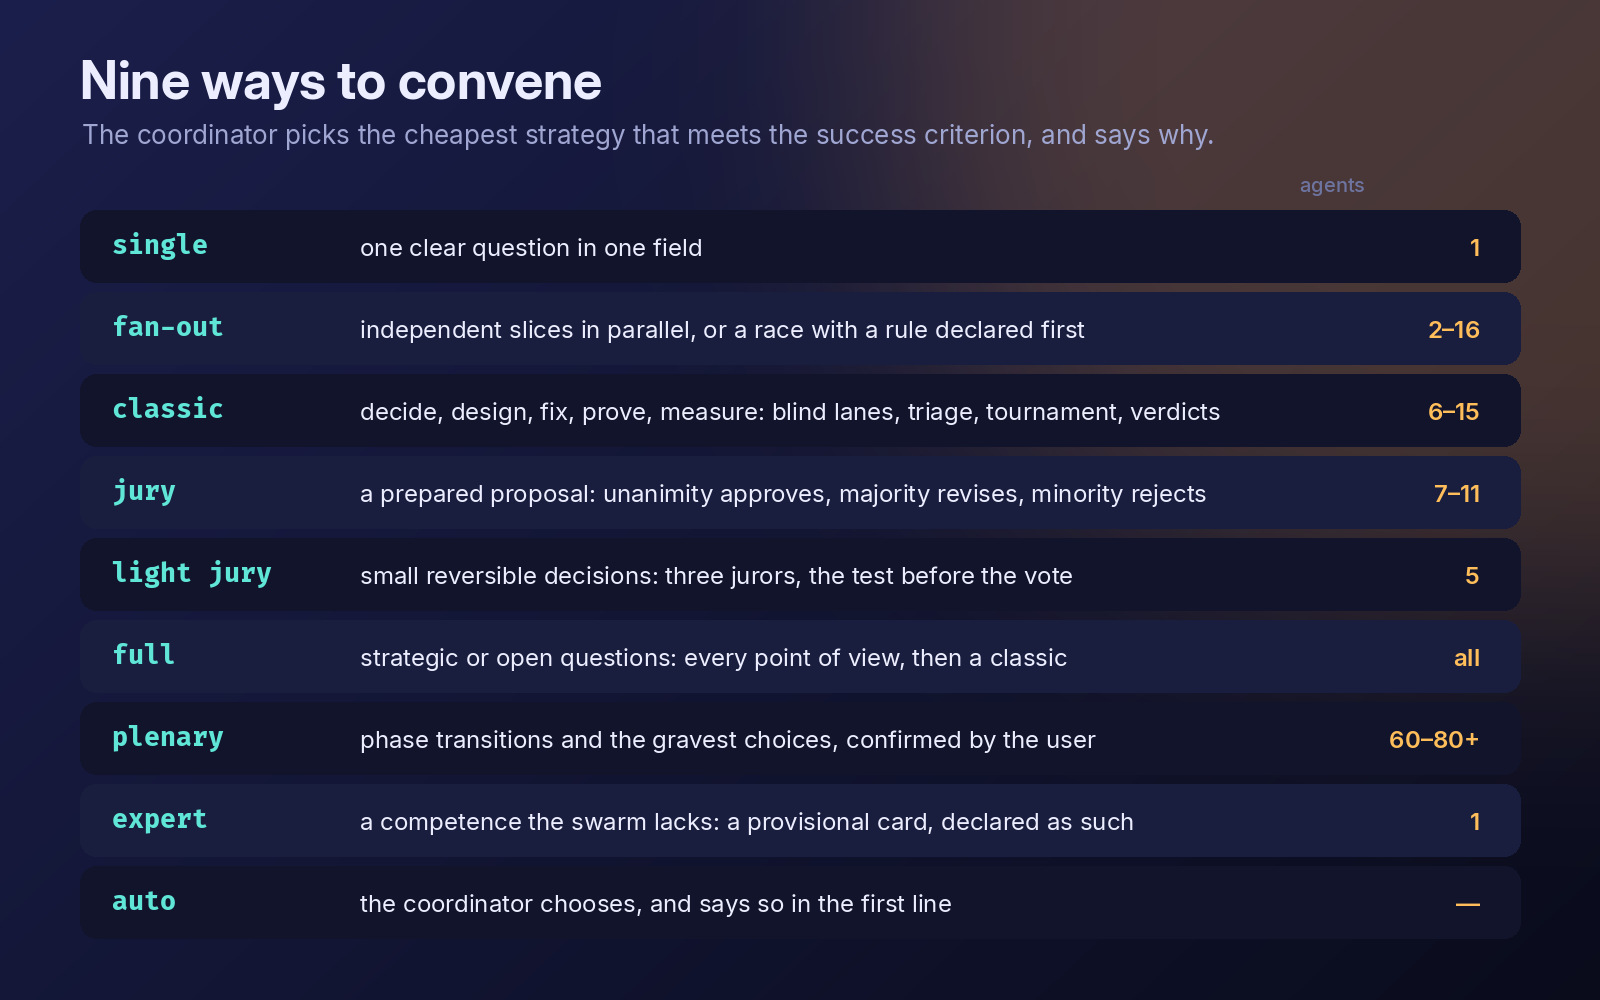 Nine ways to convene
The coordinator picks the cheapest strategy that meets the success criterion, and says why.
agents
single one clear question in one field 1
fan-out independent slices in parallel, or a race with a rule declared first 2–16
classic decide, design, fix, prove, measure: blind lanes, triage, tournament, verdicts 6–15
jury a prepared proposal: unanimity approves, majority revises, minority rejects 7–11
light jury small reversible decisions: three jurors, the test before the vote 5
full strategic or open questions: every point of view, then a classic all
plenary phase transitions and the gravest choices, confirmed by the user 60–80+
expert a competence the swarm lacks: a provisional card, declared as such 1
auto the coordinator chooses, and says so in the first line —